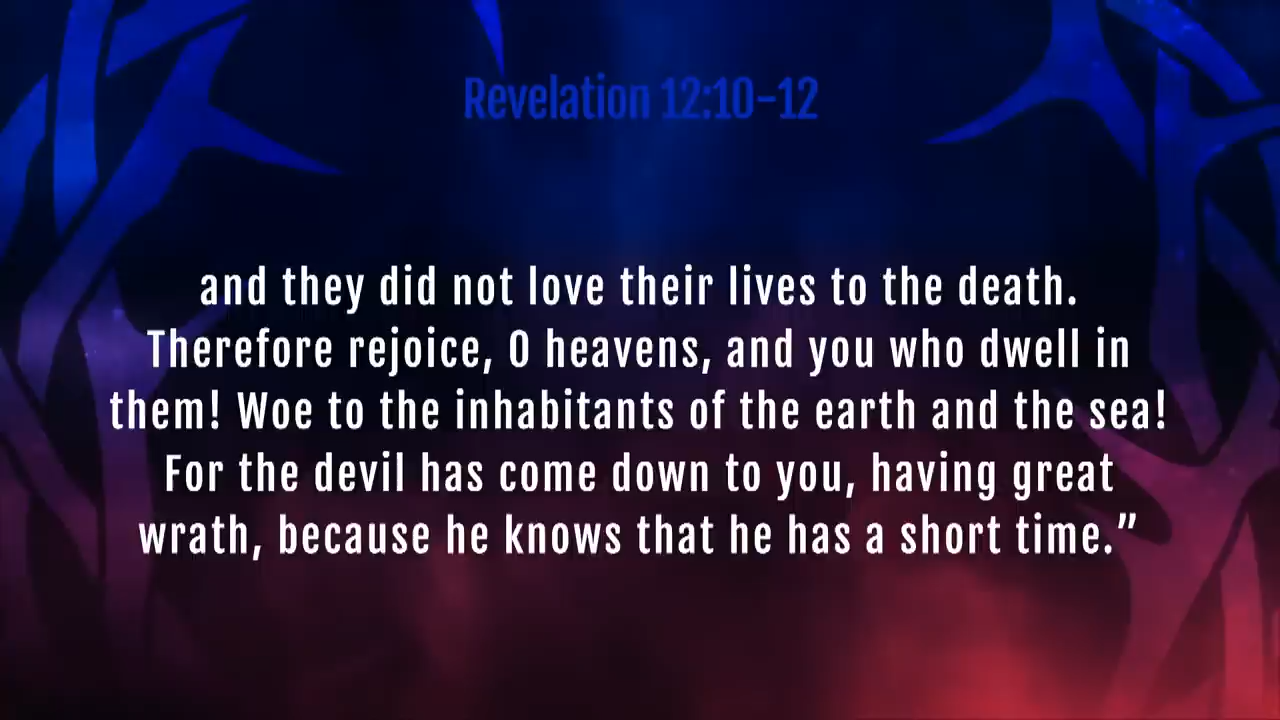 Revelation 12:10-12
and they did not love their lives to the death.
Therefore rejoice, O heavens, and you who dwell in
them! Woe to the inhabitants of the earth and the sea!
For the devil has come down to you, having great
wrath, because he knows that he has a short time.”